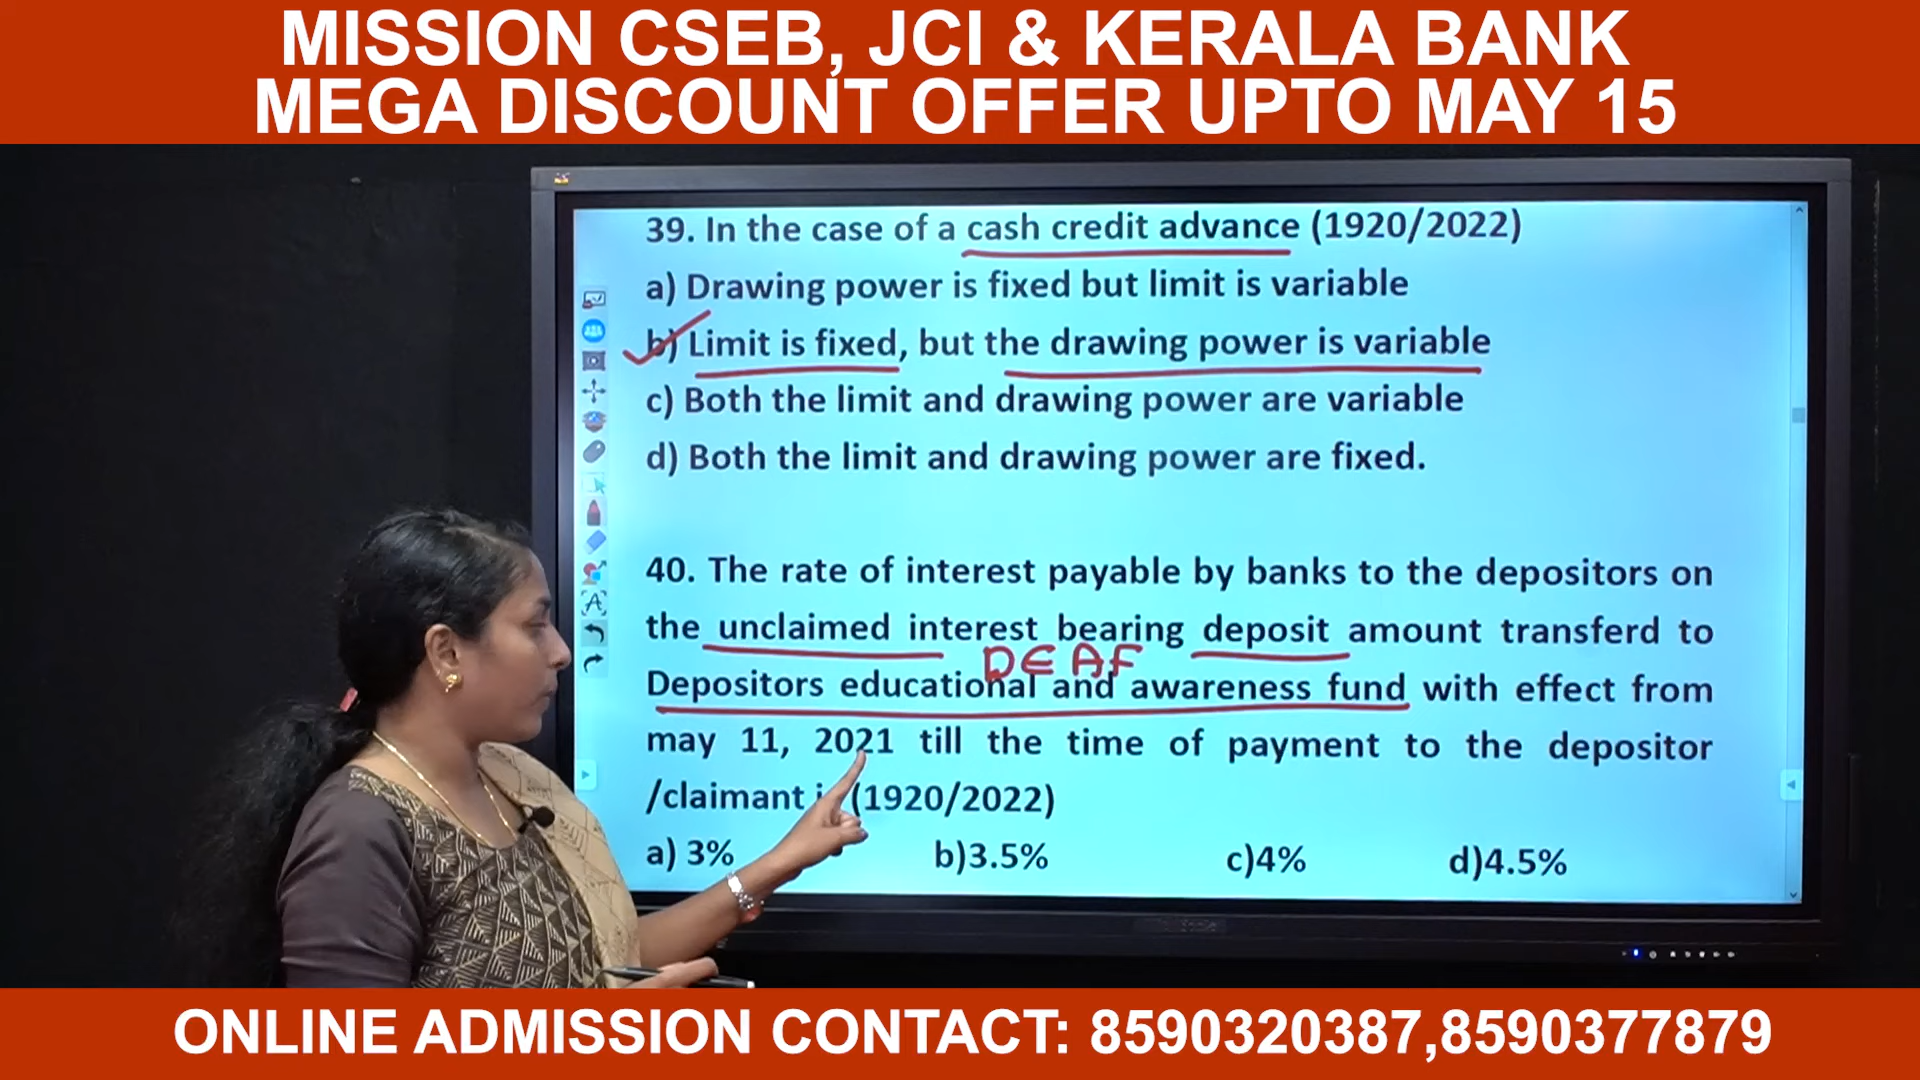 MISSION CSEB, JCI & KERALA BANK
MEGA DISCOUNT OFFER UPTO MAY 15
39. In the case of a cash credit advance (1920/2022)
a) Drawing power is fixed but limit is variable
b) Limit is fixed, but the drawing power is variable
c) Both the limit and drawing power are variable
d) Both the limit and drawing power are fixed.
40. The rate of interest payable by banks to the depositors on
the unclaimed interest bearing deposit amount transferd to
DEAF
Depositors educational and awareness fund with effect from
may 11, 2021 till the time of payment to the depositor
/claimant (1920/2022)
a) 3% b)3.5% c)4% d)4.5%
ONLINE ADMISSION CONTACT: 8590320387,8590377879